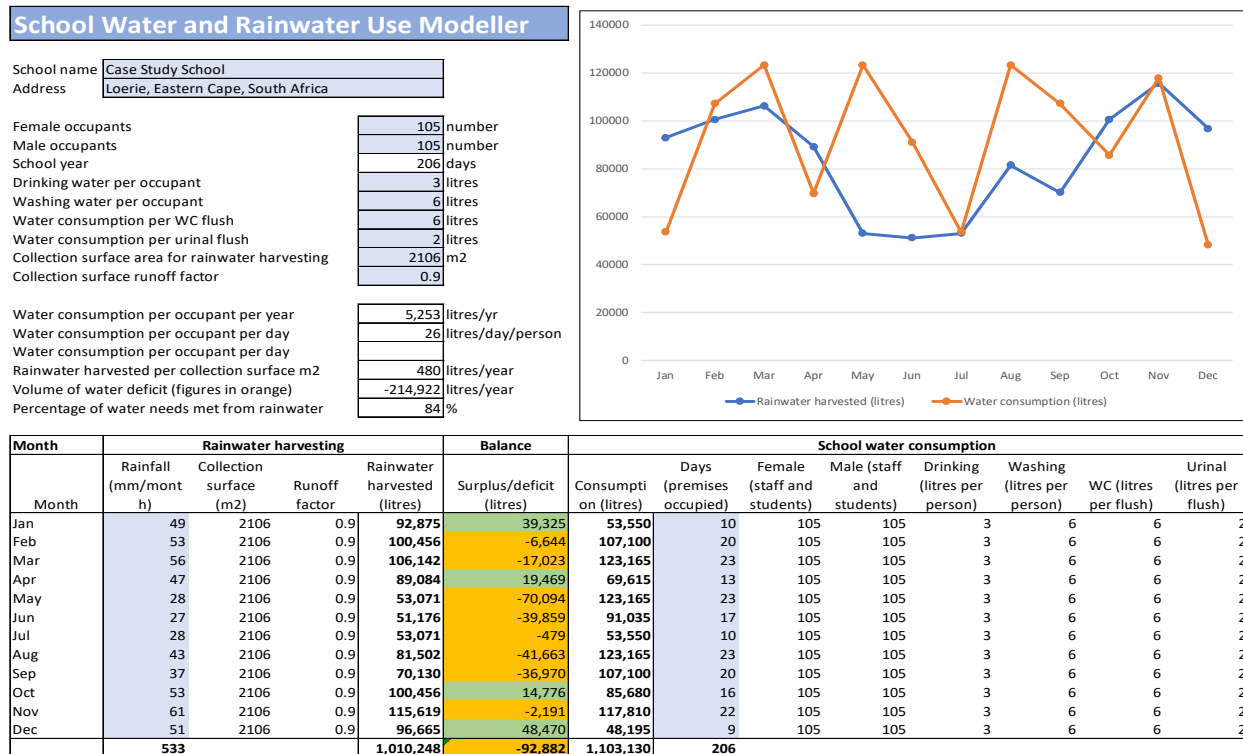 School Water and Rainwater Use Modeller
School name Case Study School
Address Loerie, Eastern Cape, South Africa
Female occupants 105 number
Male occupants 105 number
School year 206 days
Drinking water per occupant 3 litres
Washing water per occupant 6 litres
Water consumption per WC flush 6 litres
Water consumption per urinal flush 2 litres
Collection surface area for rainwater harvesting 2106 m2
Collection surface runoff factor 0.9
Water consumption per occupant per year 5,253 litres/yr
Water consumption per occupant per day 26 litres/day/person
Water consumption per occupant per day
Rainwater harvested per collection surface m2 480 litres/year
Volume of water deficit (figures in orange) -214,922 litres/year
Percentage of water needs met from rainwater 84 %
140000
120000
100000
80000
60000
40000
20000
0
Jan Feb Mar Apr May Jun Jul Aug Sep Oct Nov Dec
Rainwater harvested (litres) Water consumption (litres)
Month Rainwater harvesting Balance School water consumption
Rainfall Collection Rainwater Days Female Male (staff Drinking Washing Urinal
(mm/mont surface Runoff harvested Surplus/deficit Consumpti (premises (staff and and (litres per (litres per WC (litres (litres per
Month h) (m2) factor (litres) (litres) on (litres) occupied) students) students) person) person) per flush) flush)
Jan 49 2106 0.9 92,875 39,325 53,550 10 105 105 3 6 6 2
Feb 53 2106 0.9 100,456 -6,644 107,100 20 105 105 3 6 6 2
Mar 56 2106 0.9 106,142 -17,023 123,165 23 105 105 3 6 6 2
Apr 47 2106 0.9 89,084 19,469 69,615 13 105 105 3 6 6 2
May 28 2106 0.9 53,071 -70,094 123,165 23 105 105 3 6 6 2
Jun 27 2106 0.9 51,176 -39,859 91,035 17 105 105 3 6 6 2
Jul 28 2106 0.9 53,071 -479 53,550 10 105 105 3 6 6 2
Aug 43 2106 0.9 81,502 -41,663 123,165 23 105 105 3 6 6 2
Sep 37 2106 0.9 70,130 -36,970 107,100 20 105 105 3 6 6 2
Oct 53 2106 0.9 100,456 14,776 85,680 16 105 105 3 6 6 2
Nov 61 2106 0.9 115,619 -2,191 117,810 22 105 105 3 6 6 2
Dec 51 2106 0.9 96,665 48,470 48,195 9 105 105 3 6 6 2
533 1,010,248 -92,882 1,103,130 206